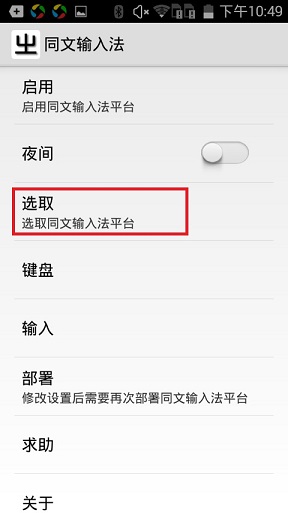 下午10:49
同文输入法
启用
启用同文输入法平台
夜间
选取
选取同文输入法平台
键盘
输入
部署
修改设置后需要再次部署同文输入法平台
求助
关于